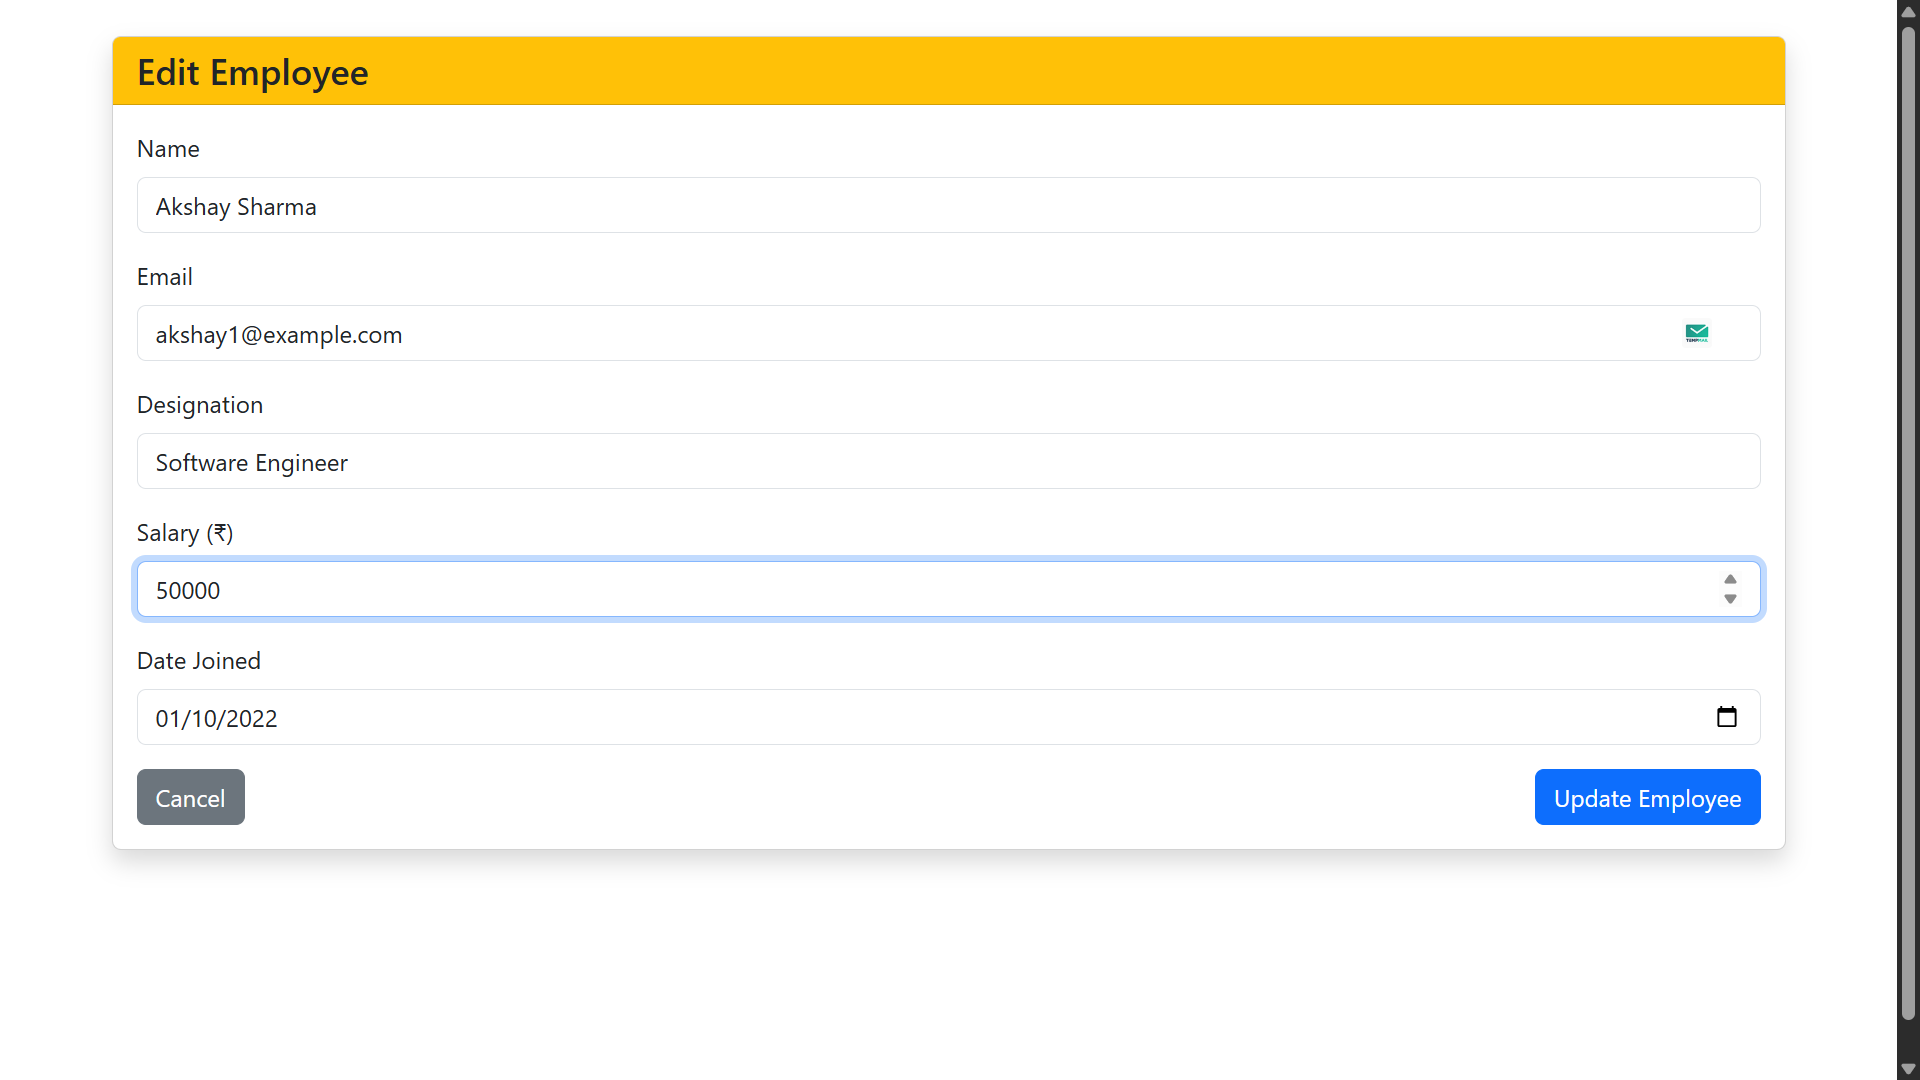 Edit Employee
Name
Akshay Sharma
Email
akshay1@example.com
Designation
Software Engineer
Salary (₹)
50000
Date Joined
01/10/2022
Cancel
Update Employee